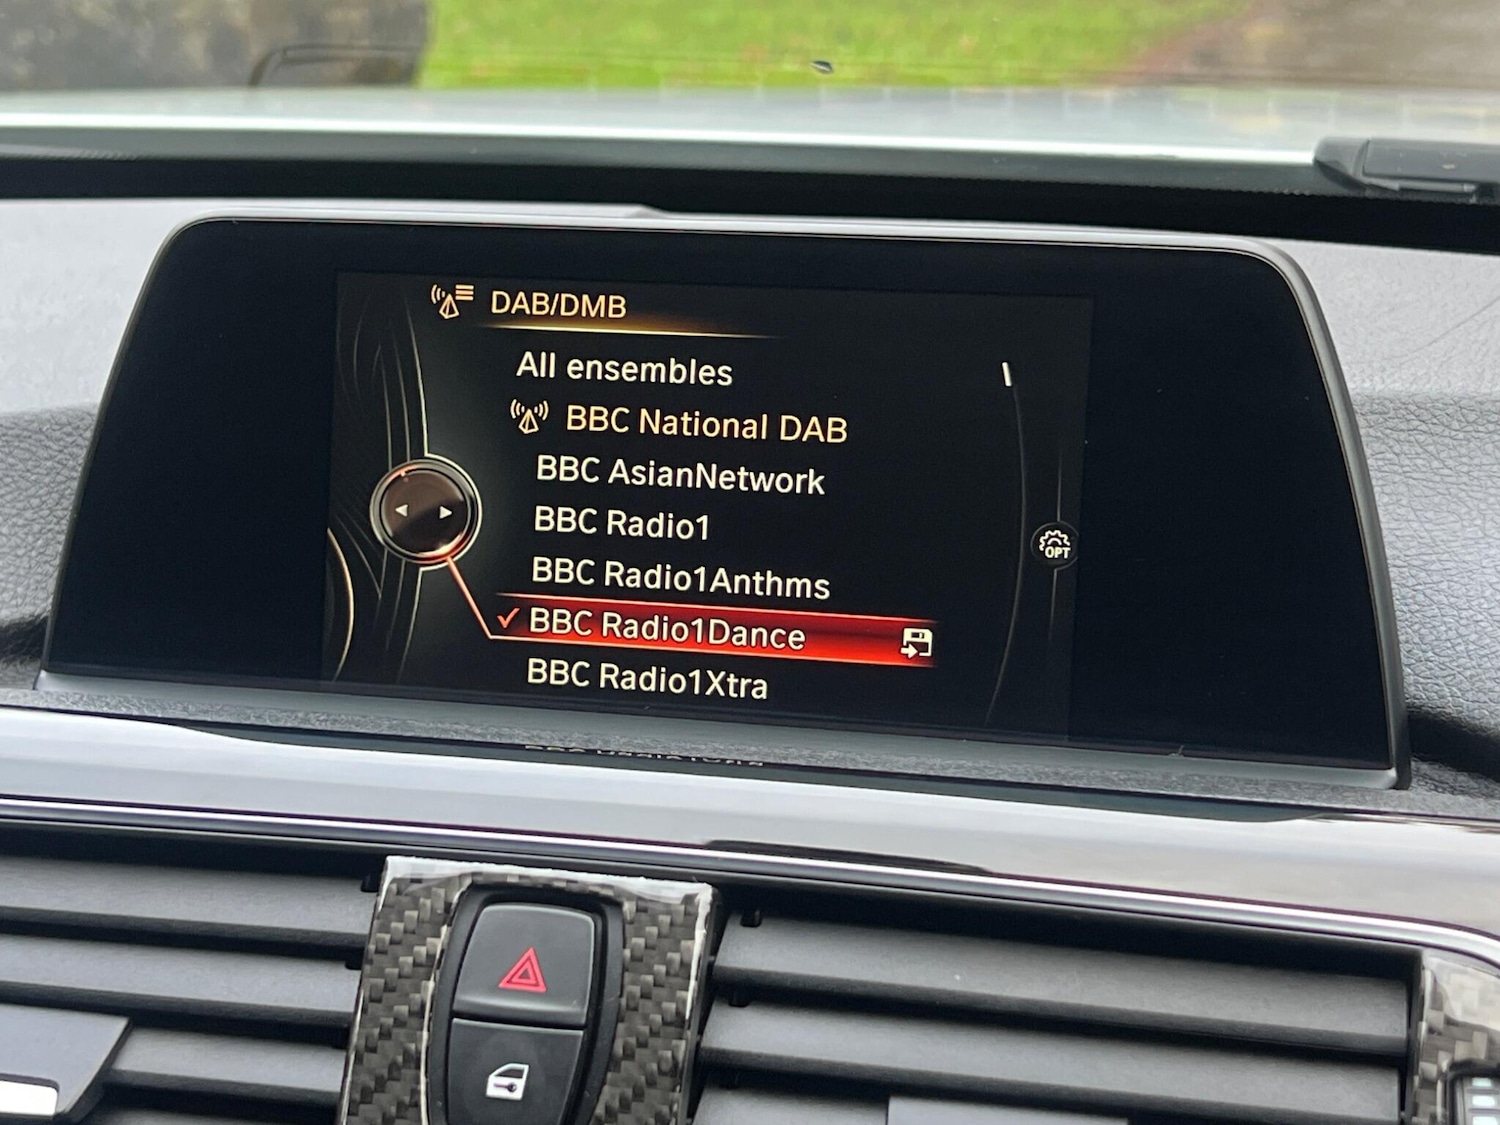 DAB/DMB
All ensembles
BBC National DAB
BBC AsianNetwork
BBC Radio1
OPT
BBC Radio1Anthms
BBC Radio1Dance
BBC Radio1Xtra